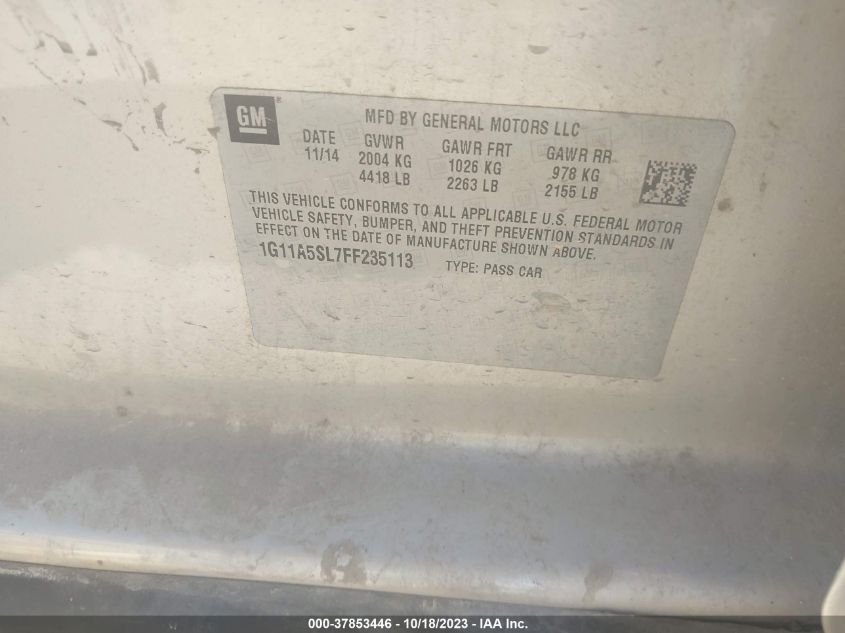 GM®
MFD BY GENERAL MOTORS LLC
DATE GVWR GAWR FRT GAWR RR
11/14 2004 KG 1026 KG 978 KG
4418 LB 2263 LB 2155 LB
THIS VEHICLE CONFORMS TO ALL APPLICABLE U.S. FEDERAL MOTOR
VEHICLE SAFETY, BUMPER, AND THEFT PREVENTION STANDARDS IN
EFFECT ON THE DATE OF MANUFACTURE SHOWN ABOVE.
1G11A5SL7FF235113 TYPE: PASS CAR
000-37853446 - 10/18/2023 - IAA Inc.